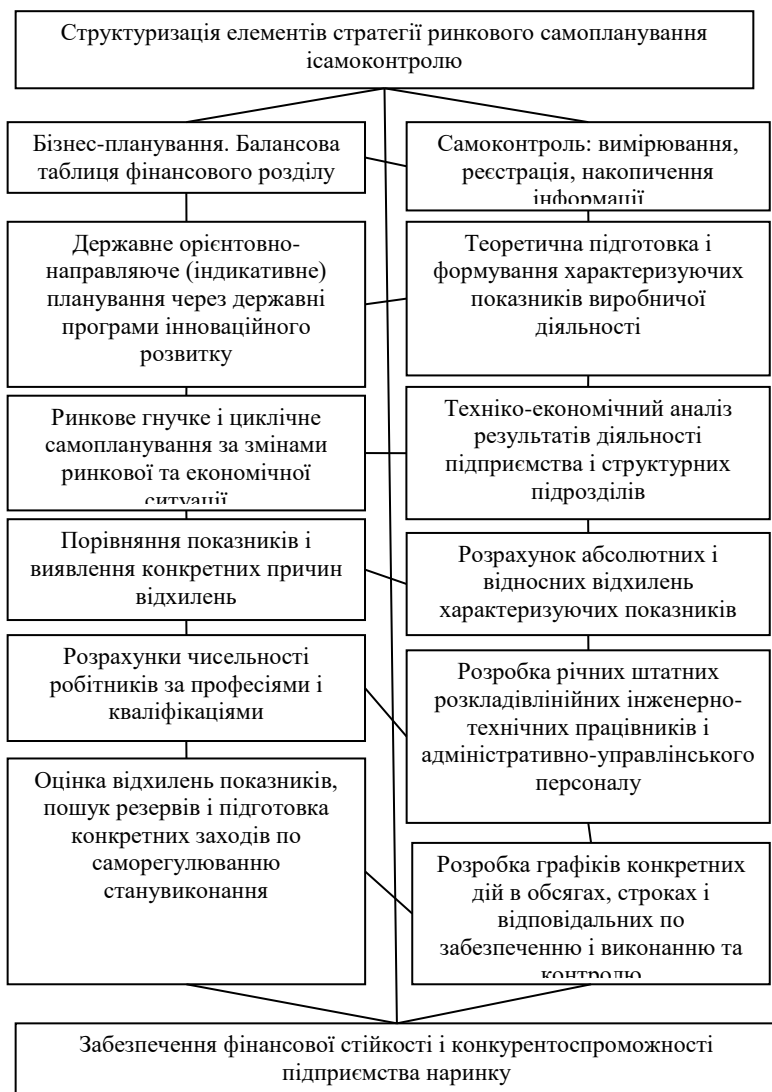 Структуризація елементів стратегії ринкового самопланування
ісамоконтролю
Бізнес-планування. Балансова
таблиця фінансового розділу
Самоконтроль: вимірювання,
реєстрація, накопичення
інформації
Державне орієнтовно-
направляюче (індикативне)
планування через державні
програми інноваційного
розвитку
Теоретична підготовка і
формування характеризуючих
показників виробничої
діяльності
Ринкове гнучке і циклічне
самопланування за змінами
ринкової та економічної
ситуації
Техніко-економічний аналіз
результатів діяльності
підприємства і структурних
підрозділів
Порівняння показників і
виявлення конкретних причин
відхилень
Розрахунок абсолютних і
відносних відхилень
характеризуючих показників
Розрахунки чисельності
робітників за професіями і
кваліфікаціями
Розробка річних штатних
розкладівлінійних інженерно-
технічних працівників і
адміністративно-управлінського
персоналу
Оцінка відхилень показників,
пошук резервів і підготовка
конкретних заходів по
саморегулюванню
станувиконання
Розробка графіків конкретних
дій в обсягах, строках і
відповідальних по
забезпеченню і виконанню та
контролю
Забезпечення фінансової стійкості і конкурентоспроможності
підприємства наринку